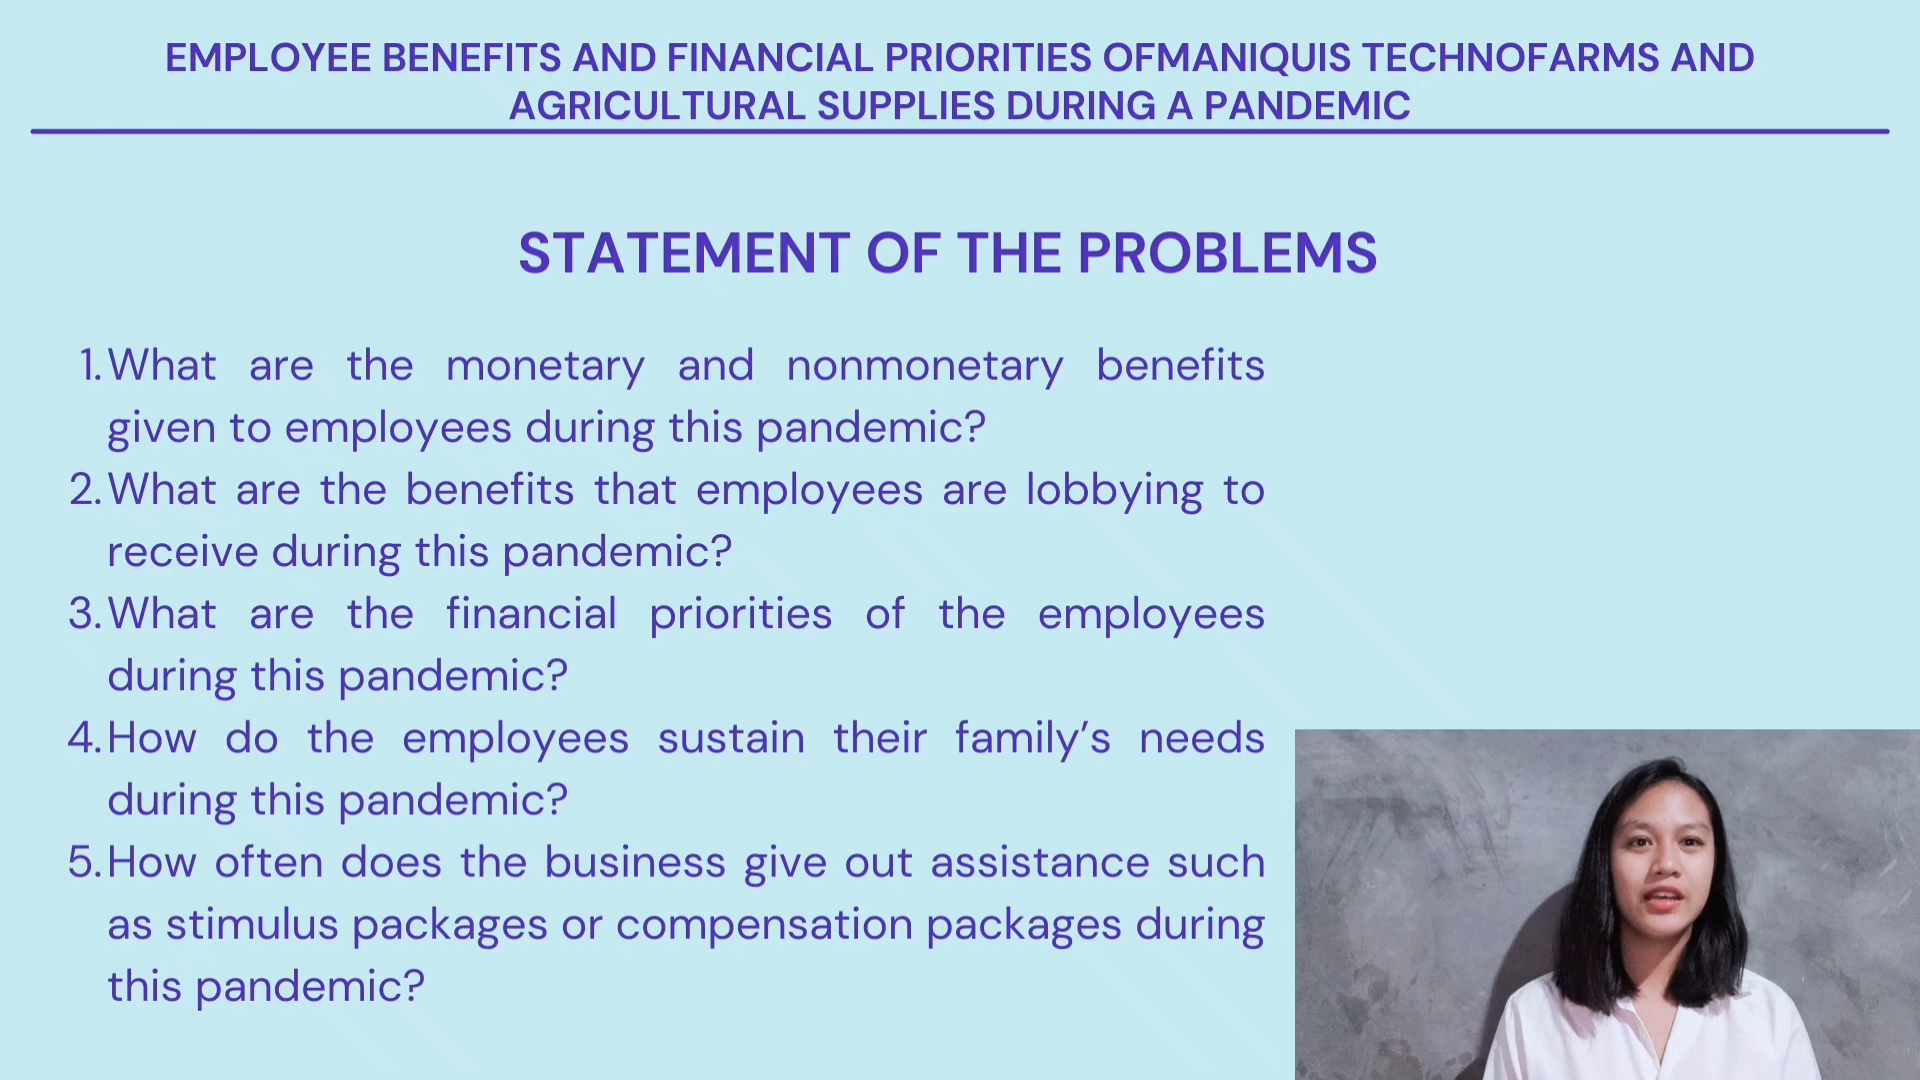 EMPLOYEE BENEFITS AND FINANCIAL PRIORITIES OFMANIQUIS TECHNOFARMS AND
AGRICULTURAL SUPPLIES DURING A PANDEMIC
STATEMENT OF THE PROBLEMS
1. What are the monetary and nonmonetary benefits
given to employees during this pandemic?
2. What are the benefits that employees are lobbying to
receive during this pandemic?
3. What are the financial priorities of the employees
during this pandemic?
4. How do the employees sustain their family’s needs
during this pandemic?
5. How often does the business give out assistance such
as stimulus packages or compensation packages during
this pandemic?